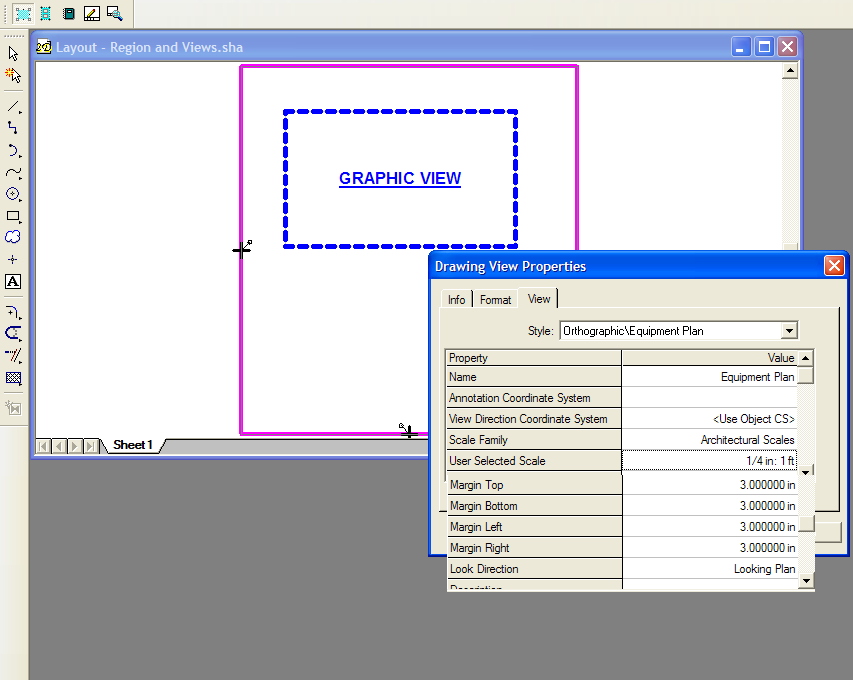 Layout - Region and Views.sha
GRAPHIC VIEW
Sheet1
Drawing View Properties
Info Format View
Style: Orthographic\Equipment Plan
Property Value
Name Equipment Plan
Annotation Coordinate System
View Direction Coordinate System <Use Object CS>
Scale Family Architectural Scales
User Selected Scale 1/4 in: 1 ft
Margin Top 3.000000 in
Margin Bottom 3.000000 in
Margin Left 3.000000 in
Margin Right 3.000000 in
Look Direction Looking Plan
A